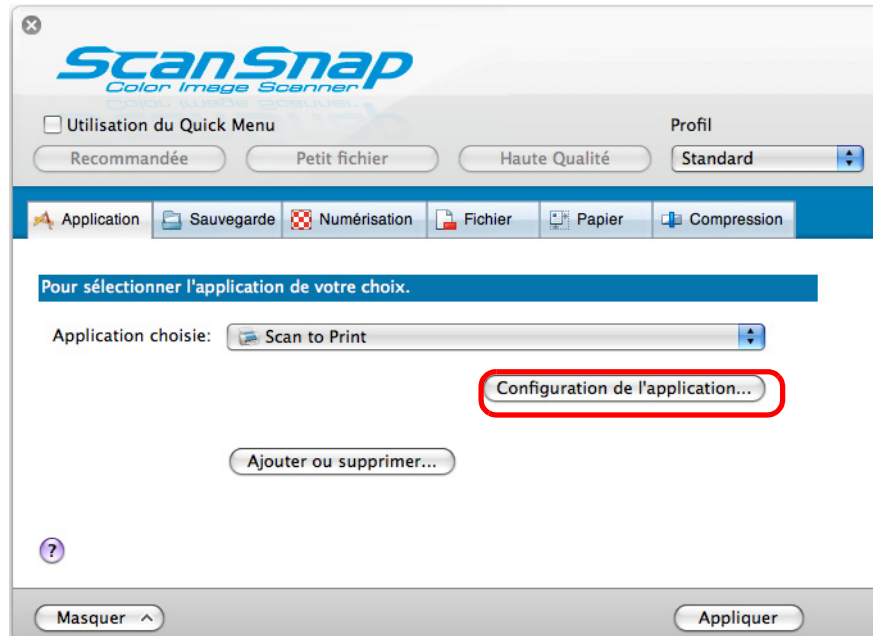 ScanSnap
Color Image Scanner
Utilisation du Quick Menu
Profil
Recommandée Petit fichier Haute Qualité Standard
Application Sauvegarde Numérisation Fichier Papier Compression
Pour sélectionner l'application de votre choix.
Application choisie: Scan to Print
Configuration de l'application...
Ajouter ou supprimer...
?
Masquer Appliquer